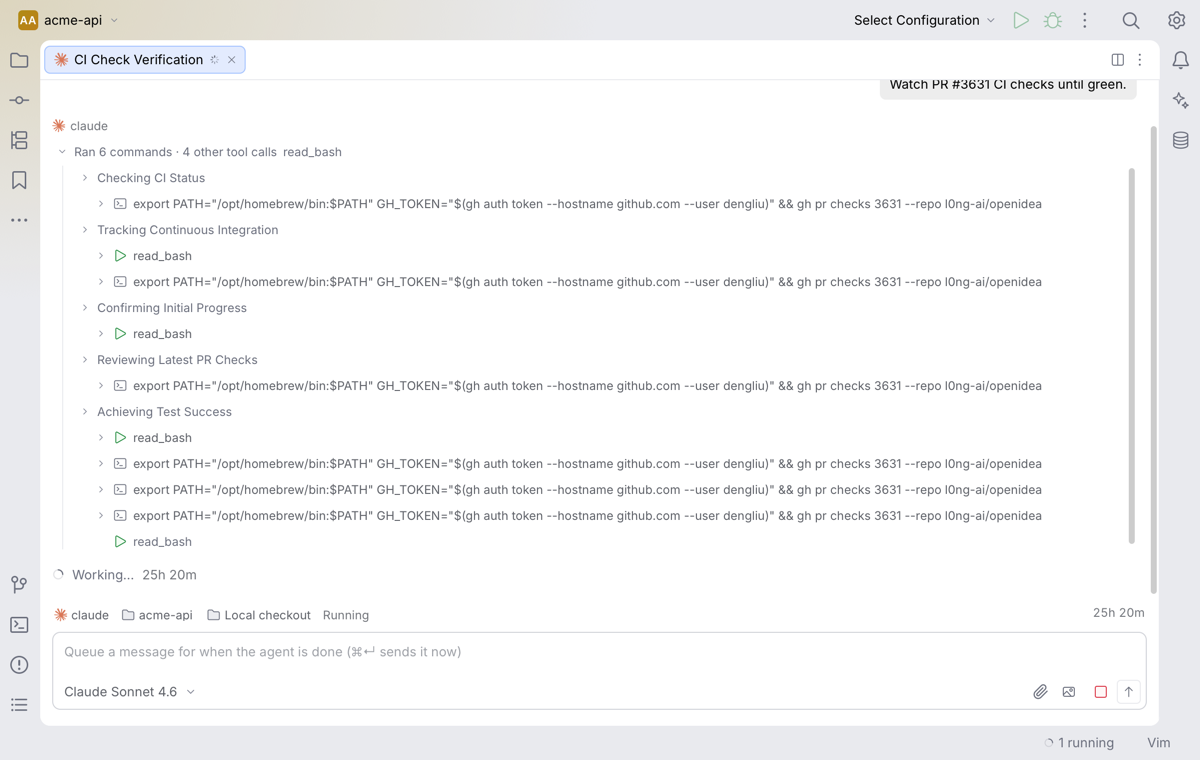 AA acme-api
Select Configuration
CI Check Verification
Watch PR #3631 CI checks until green.
claude
Ran 6 commands · 4 other tool calls read_bash
Checking CI Status
export PATH="/opt/homebrew/bin:$PATH" GH_TOKEN="$(gh auth token --hostname github.com --user dengliu)" && gh pr checks 3631 --repo l0ng-ai/openidea
Tracking Continuous Integration
read_bash
export PATH="/opt/homebrew/bin:$PATH" GH_TOKEN="$(gh auth token --hostname github.com --user dengliu)" && gh pr checks 3631 --repo l0ng-ai/openidea
Confirming Initial Progress
read_bash
Reviewing Latest PR Checks
export PATH="/opt/homebrew/bin:$PATH" GH_TOKEN="$(gh auth token --hostname github.com --user dengliu)" && gh pr checks 3631 --repo l0ng-ai/openidea
Achieving Test Success
read_bash
export PATH="/opt/homebrew/bin:$PATH" GH_TOKEN="$(gh auth token --hostname github.com --user dengliu)" && gh pr checks 3631 --repo l0ng-ai/openidea
export PATH="/opt/homebrew/bin:$PATH" GH_TOKEN="$(gh auth token --hostname github.com --user dengliu)" && gh pr checks 3631 --repo l0ng-ai/openidea
export PATH="/opt/homebrew/bin:$PATH" GH_TOKEN="$(gh auth token --hostname github.com --user dengliu)" && gh pr checks 3631 --repo l0ng-ai/openidea
read_bash
Working... 25h 20m
claude acme-api Local checkout Running 25h 20m
Queue a message for when the agent is done (⌘↵ sends it now)
Claude Sonnet 4.6
1 running Vim